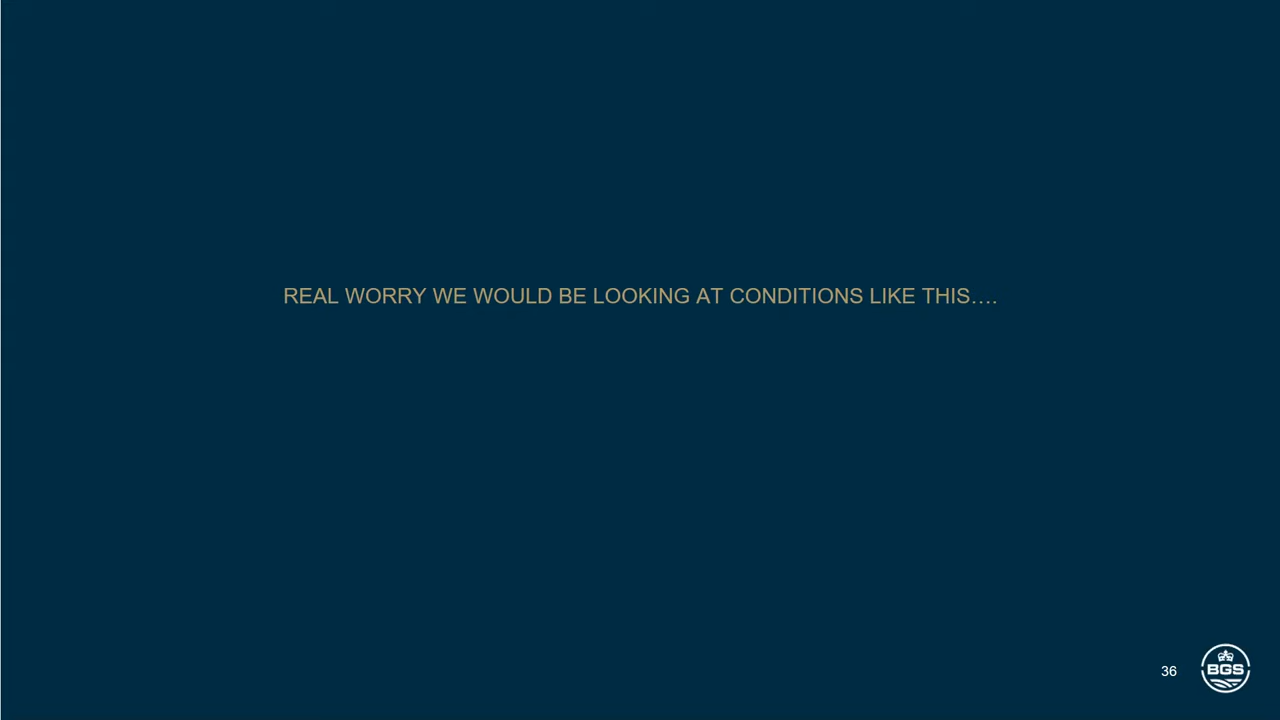 REAL WORRY WE WOULD BE LOOKING AT CONDITIONS LIKE THIS….
36
BGS